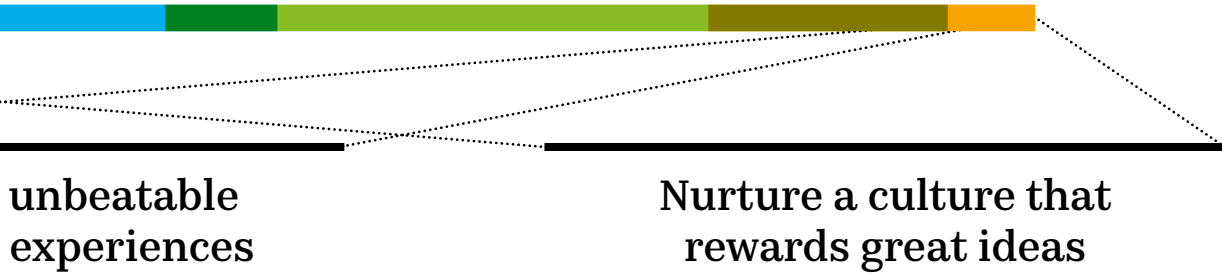 unbeatable
experiences
Nurture a culture that
rewards great ideas